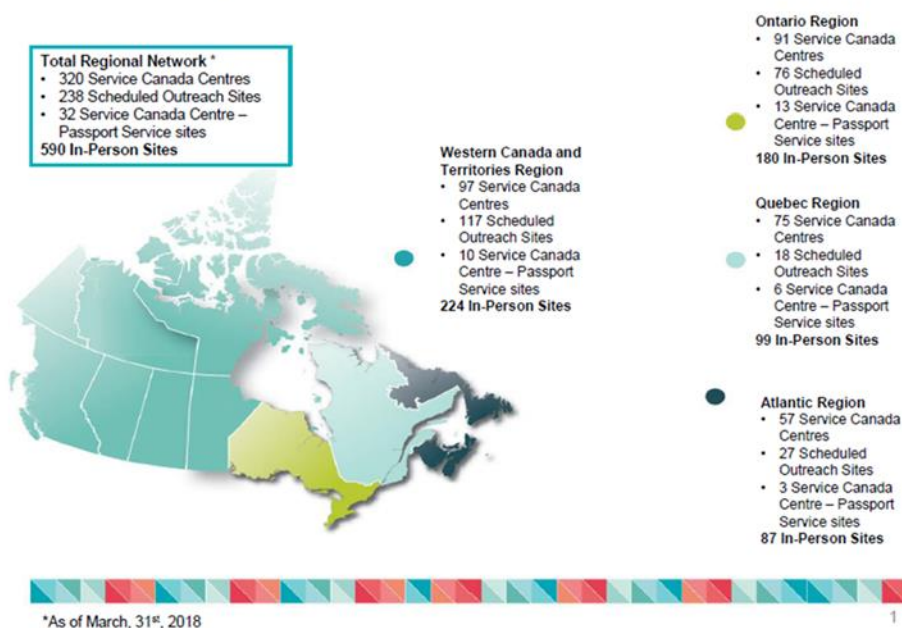 Total Regional Network *
• 320 Service Canada Centres
• 238 Scheduled Outreach Sites
• 32 Service Canada Centre –
Passport Service sites
590 In-Person Sites
Western Canada and
Territories Region
• 97 Service Canada
Centres
• 117 Scheduled
Outreach Sites
• 10 Service Canada
Centre – Passport
Service sites
224 In-Person Sites
Ontario Region
• 91 Service Canada
Centres
• 76 Scheduled
Outreach Sites
• 13 Service Canada
Centre – Passport
Service sites
180 In-Person Sites
Quebec Region
• 75 Service Canada
Centres
• 18 Scheduled
Outreach Sites
• 6 Service Canada
Centre – Passport
Service sites
99 In-Person Sites
Atlantic Region
• 57 Service Canada
Centres
• 27 Scheduled
Outreach Sites
• 3 Service Canada
Centre – Passport
Service sites
87 In-Person Sites
*As of March, 31st, 2018
1